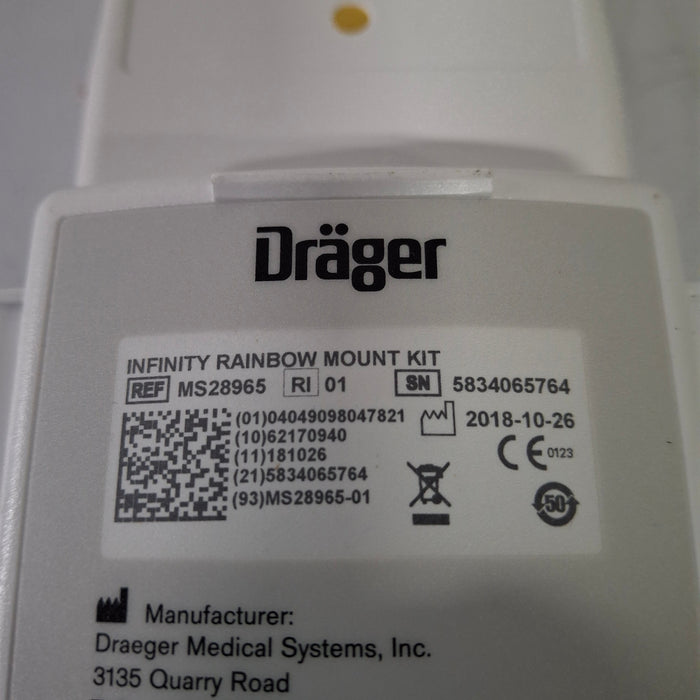 Dräger
INFINITY RAINBOW MOUNT KIT
REF MS28965 RI 01 SN 5834065764
(01)04049098047821
2018-10-26
(10)62170940
(11)181026
CE 0123
(21)5834065764
(93)MS28965-01
50
Manufacturer:
Draeger Medical Systems, Inc.
3135 Quarry Road